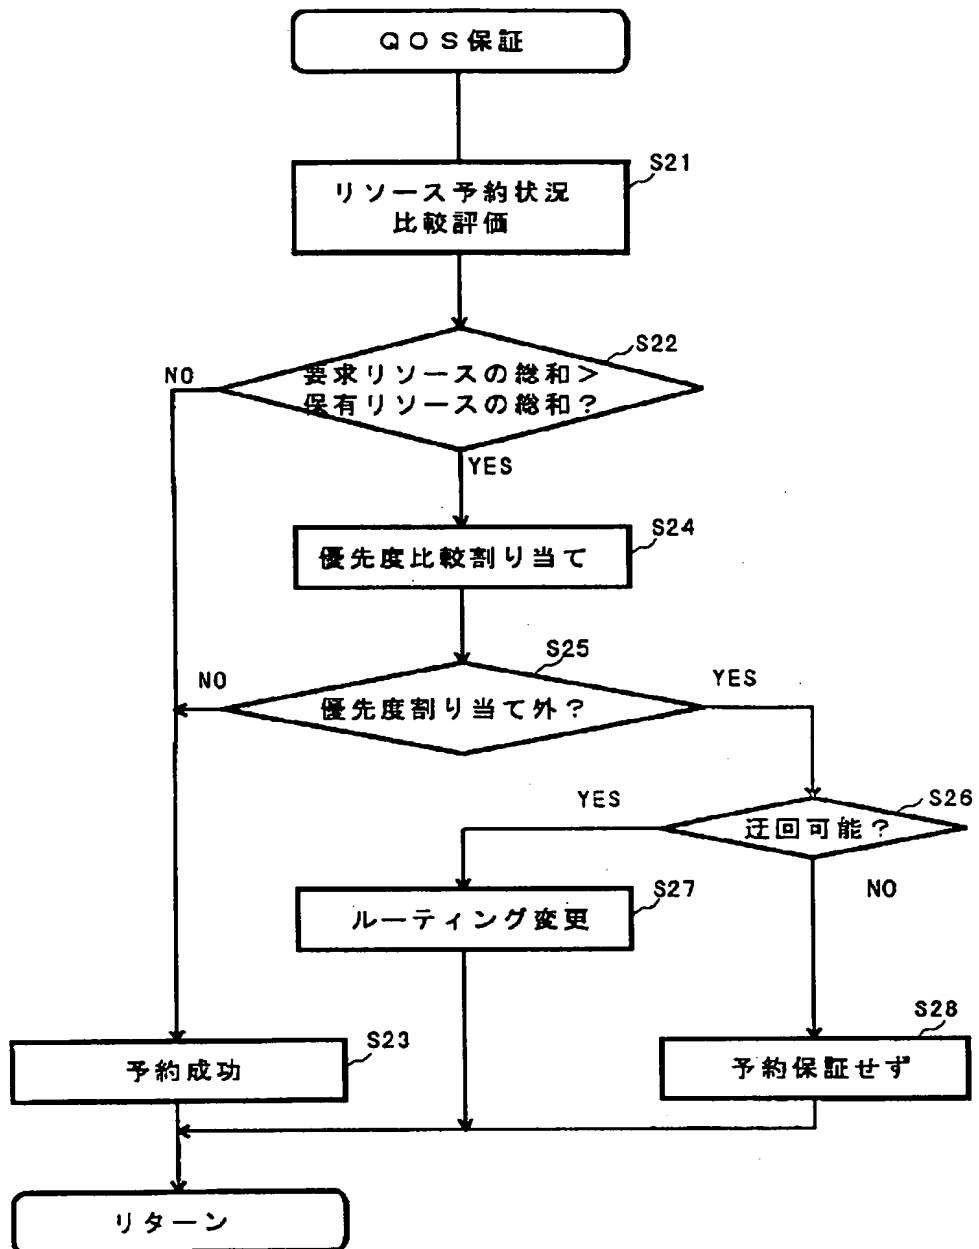 QOS保証
S21
リソース予約状況
比較評価
S22
NO
要求リソースの総和>
保有リソースの総和?
YES
S24
優先度比較割り当て
S25
NO
YES
優先度割り当て外?
YES
S26
迂回可能?
NO
S27
ルーティング変更
S23
S28
予約成功
予約保証せず
リターン